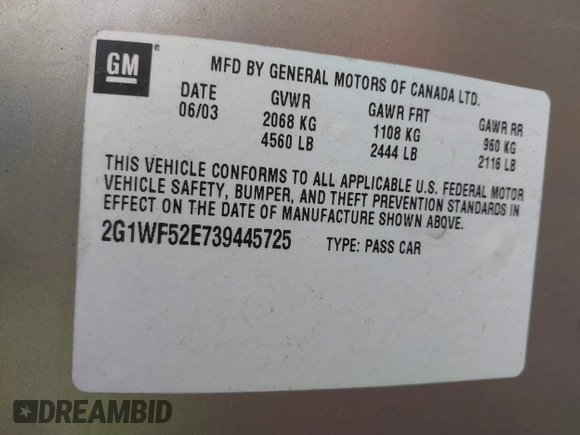 GM ®
MFD BY GENERAL MOTORS OF CANADA LTD.
DATE GVWR GAWR FRT GAWR RR
06/03 2068 KG 1108 KG 960 KG
4560 LB 2444 LB 2116 LB
THIS VEHICLE CONFORMS TO ALL APPLICABLE U.S. FEDERAL MOTOR
VEHICLE SAFETY, BUMPER, AND THEFT PREVENTION STANDARDS IN
EFFECT ON THE DATE OF MANUFACTURE SHOWN ABOVE.
2G1WF52E739445725 TYPE: PASS CAR
DREAMBID